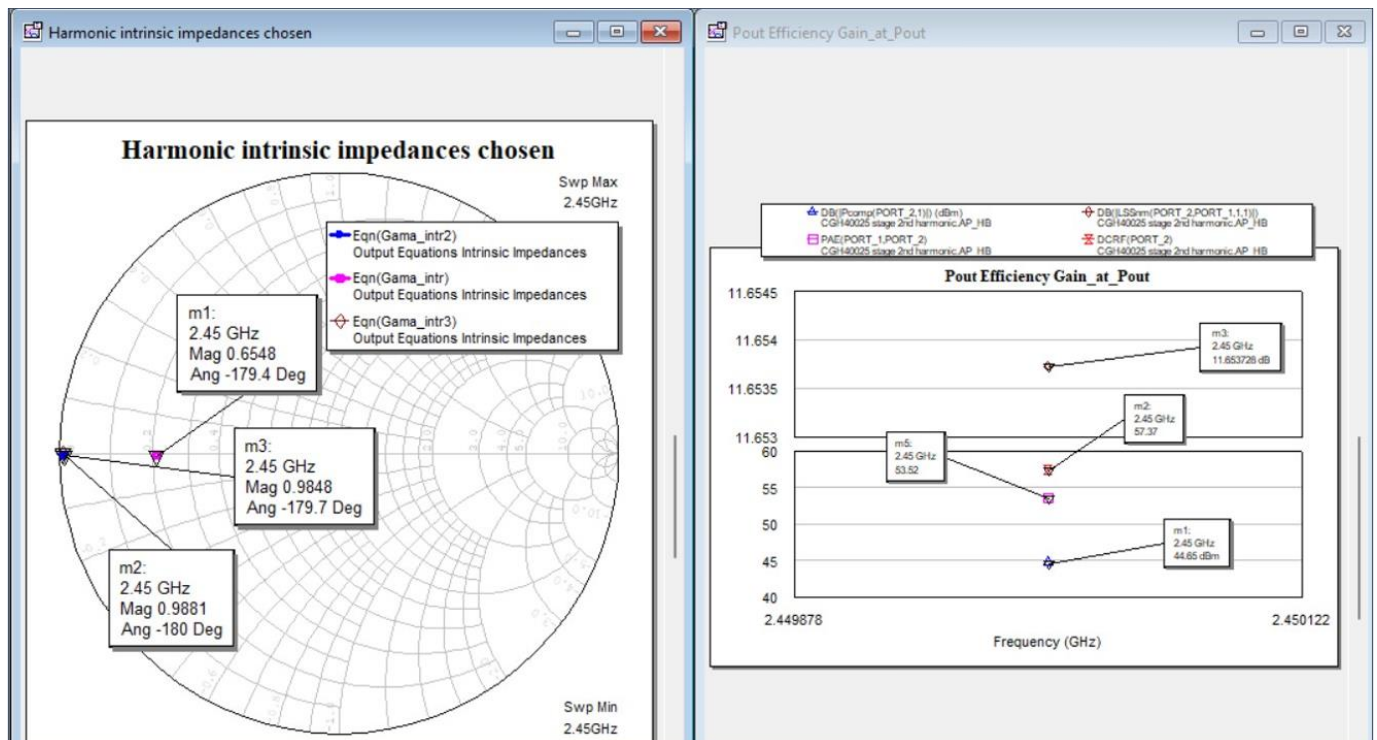 Harmonic intrinsic impedances chosen
Harmonic intrinsic impedances chosen
Swp Max
2.45GHz
Eqn(Gama_intr2)
Output Equations Intrinsic Impedances
Eqn(Gama_intr)
Output Equations Intrinsic Impedances
Eqn(Gama_intr3)
Output Equations Intrinsic Impedances
m1:
2.45 GHz
Mag 0.6548
Ang -179.4 Deg
m3:
2.45 GHz
Mag 0.9848
Ang -179.7 Deg
m2:
2.45 GHz
Mag 0.9881
Ang -180 Deg
Swp Min
2.45GHz
Pout Efficiency Gain_at_Pout
DB(|Pcomp(PORT_2,1)|) (dBm)
CGH40025 stage 2nd harmonic.AP_HB
DB(|LSSnm(PORT_2,PORT_1,1,1)|)
CGH40025 stage 2nd harmonic.AP_HB
PAE(PORT_1,PORT_2)
CGH40025 stage 2nd harmonic.AP_HB
DCRF(PORT_2)
CGH40025 stage 2nd harmonic.AP_HB
Pout Efficiency Gain_at_Pout
11.6545
11.654
11.6535
11.653
m3:
2.45 GHz
11.653728 dB
m2:
2.45 GHz
57.37
m5:
2.45 GHz
53.52
m1:
2.45 GHz
44.65 dBm
60
55
50
45
40
2.449878
2.450122
Frequency (GHz)